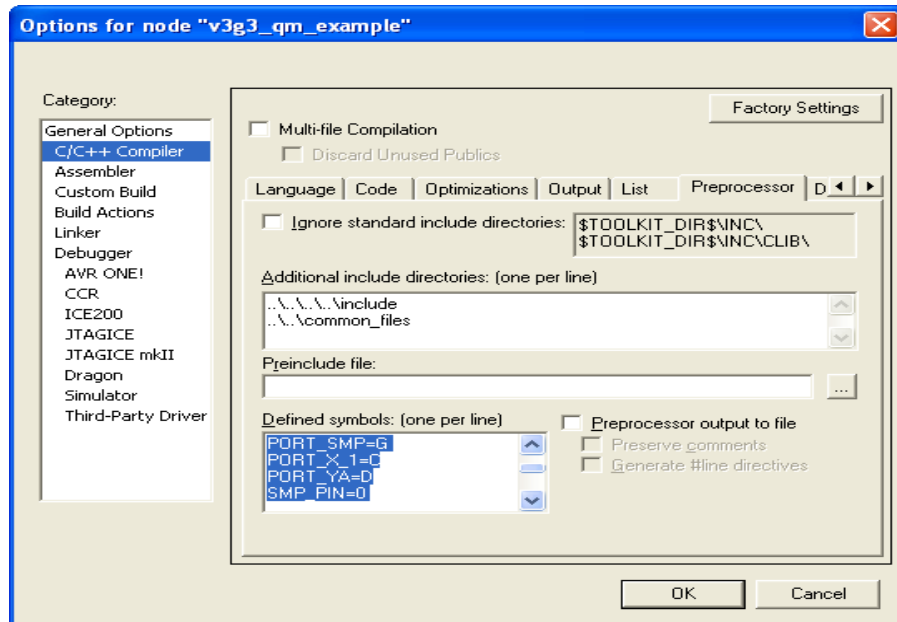 Options for node "v3g3_qm_example"
Category:
General Options
C/C++ Compiler
Assembler
Custom Build
Build Actions
Linker
Debugger
AVR ONE!
CCR
ICE200
JTAGICE
JTAGICE mkII
Dragon
Simulator
Third-Party Driver
Factory Settings
Multi-file Compilation
Discard Unused Publics
Language Code Optimizations Output List Preprocessor D
Ignore standard include directories: $TOOLKIT_DIR$\INC\
$TOOLKIT_DIR$\INC\CLIB\
Additional include directories: (one per line)
..\..\..\..\include
..\..\common_files
Preinclude file:
...
Defined symbols: (one per line)
PORT_SMP=G
PORT_X_1=C
PORT_YA=D
SMP_PIN=0
Preprocessor output to file
Preserve comments
Generate #line directives
OK Cancel